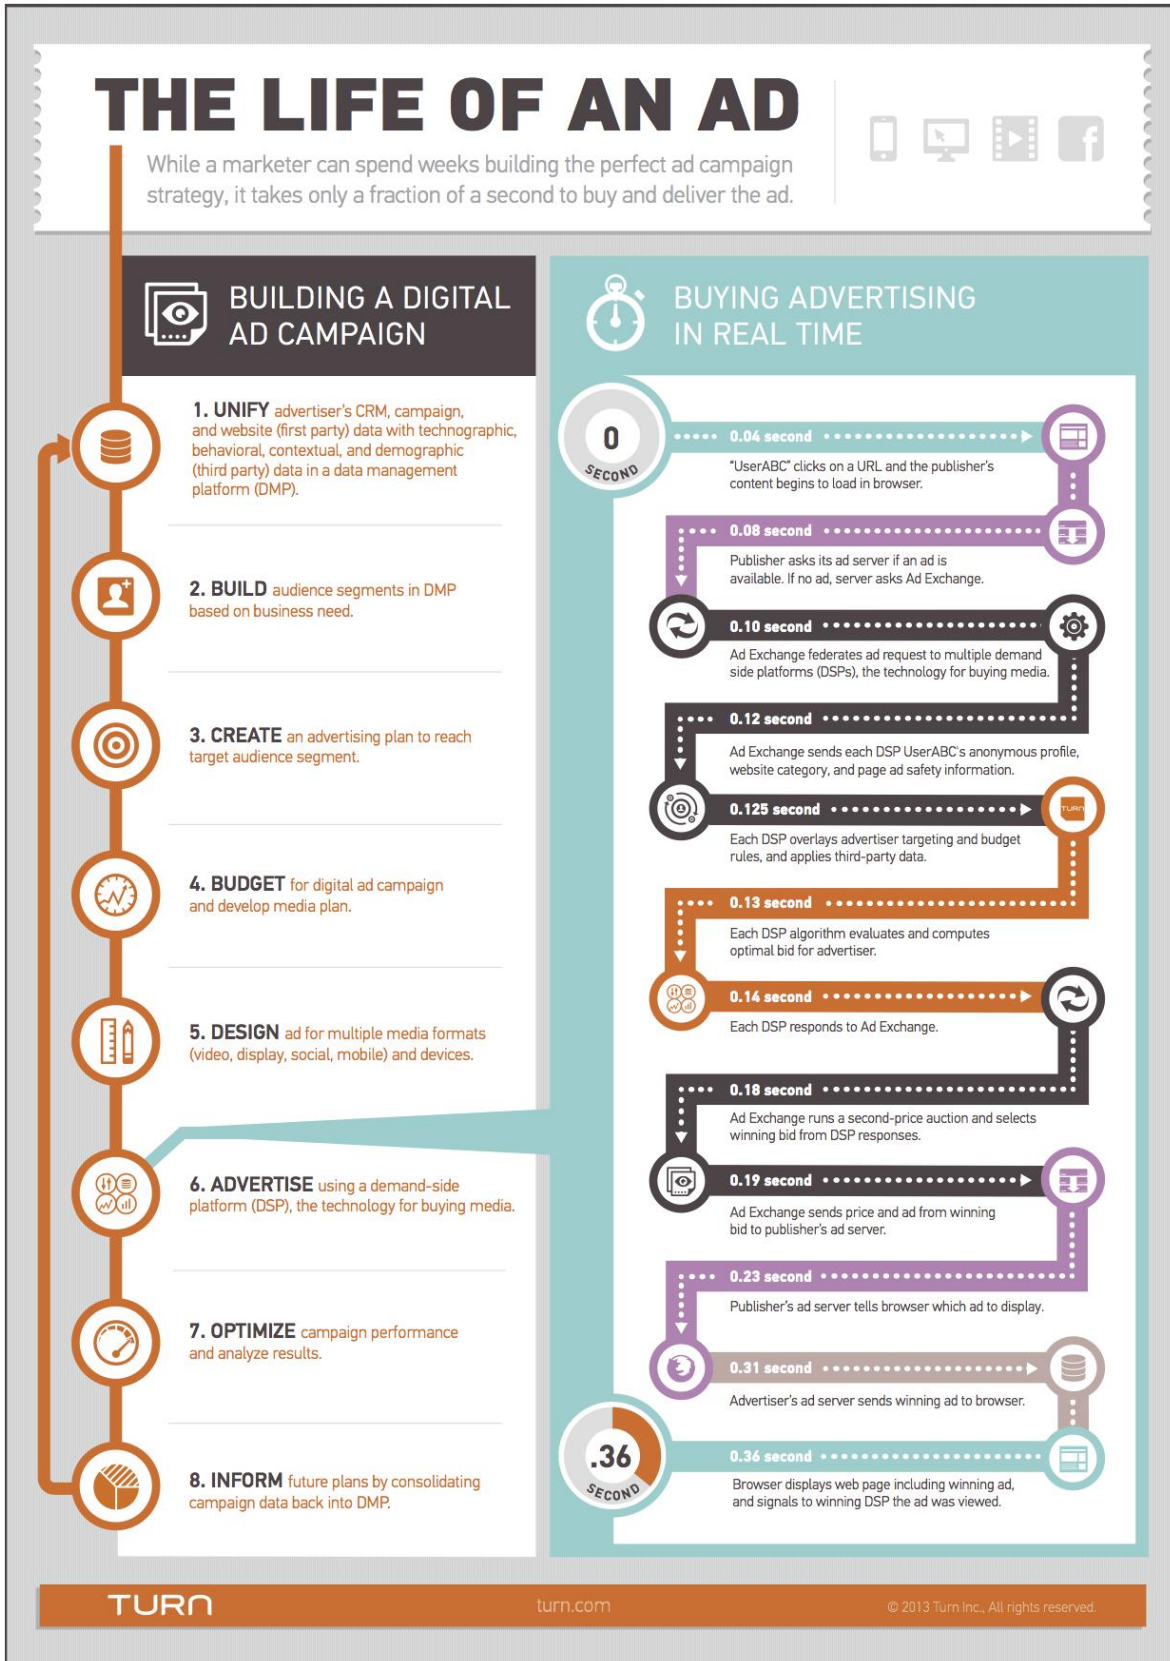 THE LIFE OF AN AD
While a marketer can spend weeks building the perfect ad campaign
strategy, it takes only a fraction of a second to buy and deliver the ad.
BUILDING A DIGITAL
AD CAMPAIGN
1. UNIFY advertiser's CRM, campaign,
and website (first party) data with technographic,
behavioral, contextual, and demographic
(third party) data in a data management
platform (DMP).
2. BUILD audience segments in DMP
based on business need.
3. CREATE an advertising plan to reach
target audience segment.
4. BUDGET for digital ad campaign
and develop media plan.
5. DESIGN ad for multiple media formats
(video, display, social, mobile) and devices.
6. ADVERTISE using a demand-side
platform (DSP), the technology for buying media.
7. OPTIMIZE campaign performance
and analyze results.
8. INFORM future plans by consolidating
campaign data back into DMP.
BUYING ADVERTISING
IN REAL TIME
0
SECOND
0.04 second
"UserABC" clicks on a URL and the publisher's
content begins to load in browser.
0.08 second
Publisher asks its ad server if an ad is
available. If no ad, server asks Ad Exchange.
0.10 second
Ad Exchange federates ad request to multiple demand
side platforms (DSPs), the technology for buying media.
0.12 second
Ad Exchange sends each DSP UserABC's anonymous profile,
website category, and page ad safety information.
0.125 second
TURN
Each DSP overlays advertiser targeting and budget
rules, and applies third-party data.
0.13 second
Each DSP algorithm evaluates and computes
optimal bid for advertiser.
0.14 second
Each DSP responds to Ad Exchange.
0.18 second
Ad Exchange runs a second-price auction and selects
winning bid from DSP responses.
0.19 second
Ad Exchange sends price and ad from winning
bid to publisher's ad server.
0.23 second
Publisher's ad server tells browser which ad to display.
0.31 second
Advertiser's ad server sends winning ad to browser.
.36
SECOND
0.36 second
Browser displays web page including winning ad,
and signals to winning DSP the ad was viewed.
TURN
turn.com
© 2013 Turn Inc., All rights reserved.